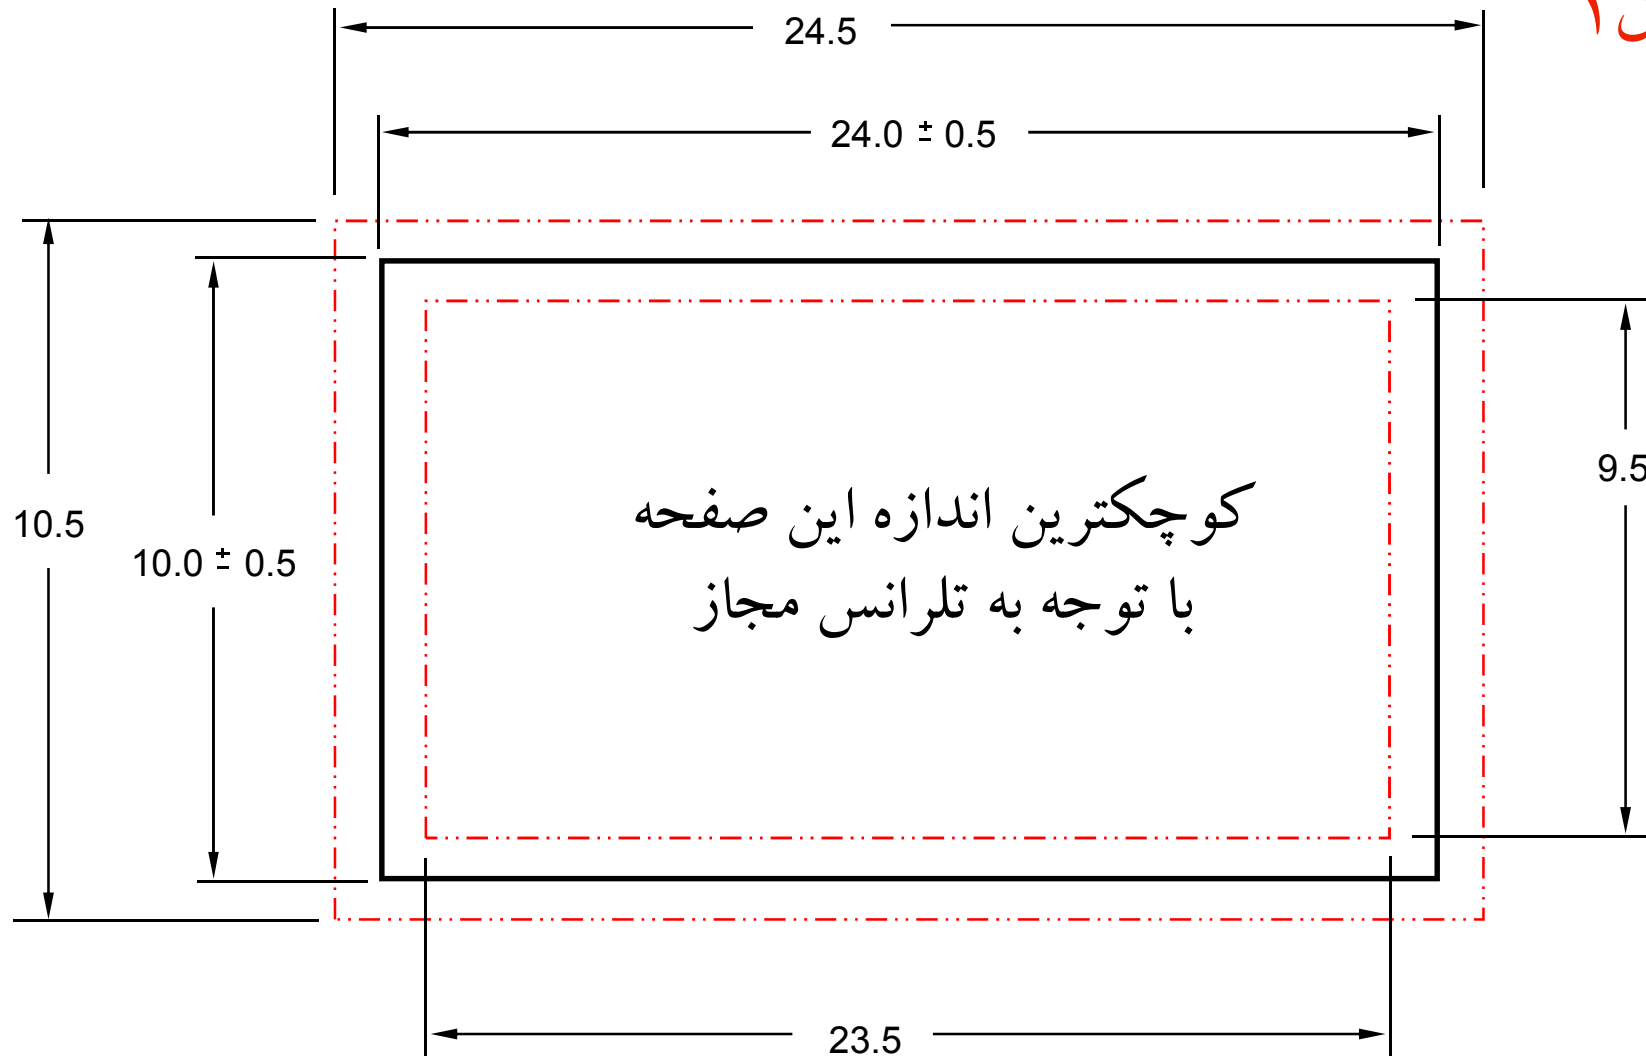 24.5
24.0 ± 0.5
10.5
10.0 ± 0.5
9.5
کوچکترین اندازه این صفحه
با توجه به تلرانس مجاز
23.5